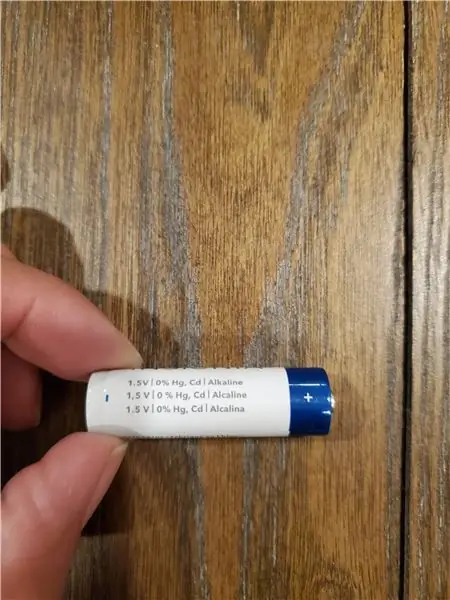 1.5V | 0% Hg, Cd | Alkaline
1,5 V | 0 % Hg, Cd | Alcaline
1.5 V | 0% Hg, Cd | Alcalina
-
+